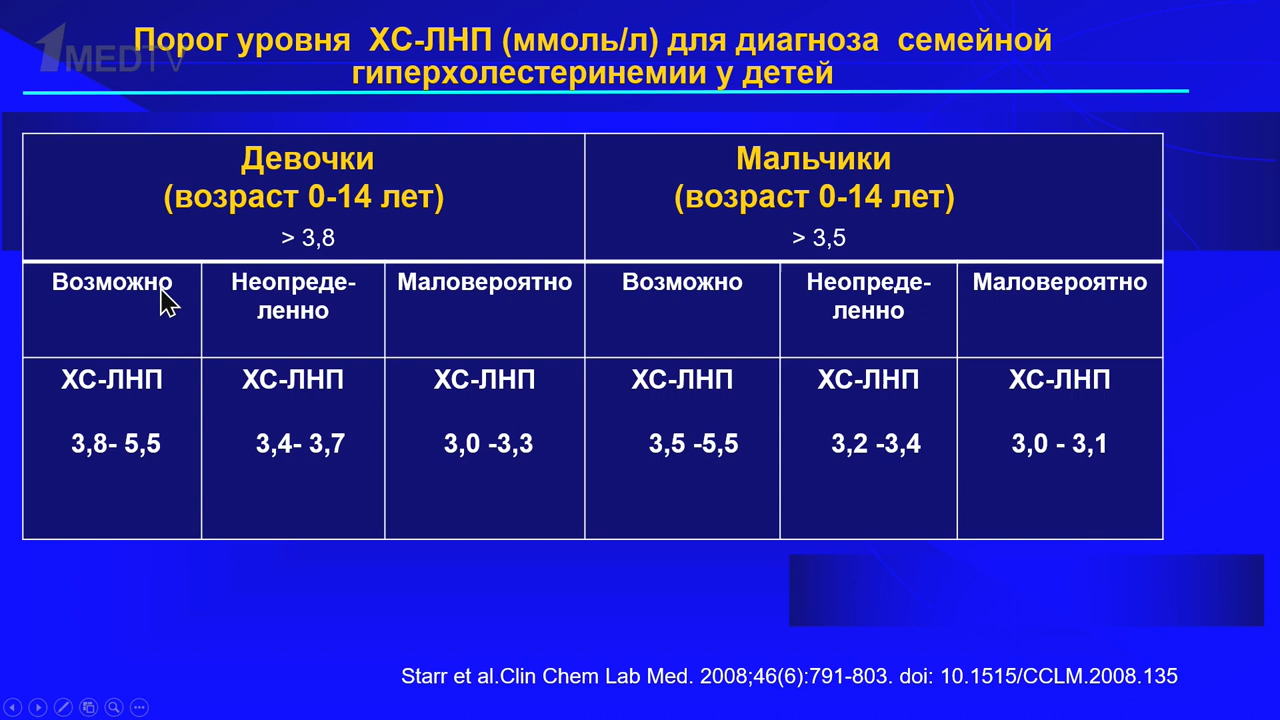 1MEDTV
Порог уровня ХС-ЛНП (ммоль/л) для диагноза семейной
гиперхолестеринемии у детей
Девочки
(возраст 0-14 лет)
> 3,8
Мальчики
(возраст 0-14 лет)
> 3,5
Возможно
Неопреде-
ленно
Маловероятно
Возможно
Неопреде-
ленно
Маловероятно
ХС-ЛНП
3,8- 5,5
ХС-ЛНП
3,4- 3,7
ХС-ЛНП
3,0 -3,3
ХС-ЛНП
3,5 -5,5
ХС-ЛНП
3,2 -3,4
ХС-ЛНП
3,0 - 3,1
Starr et al.Clin Chem Lab Med. 2008;46(6):791-803. doi: 10.1515/CCLM.2008.135